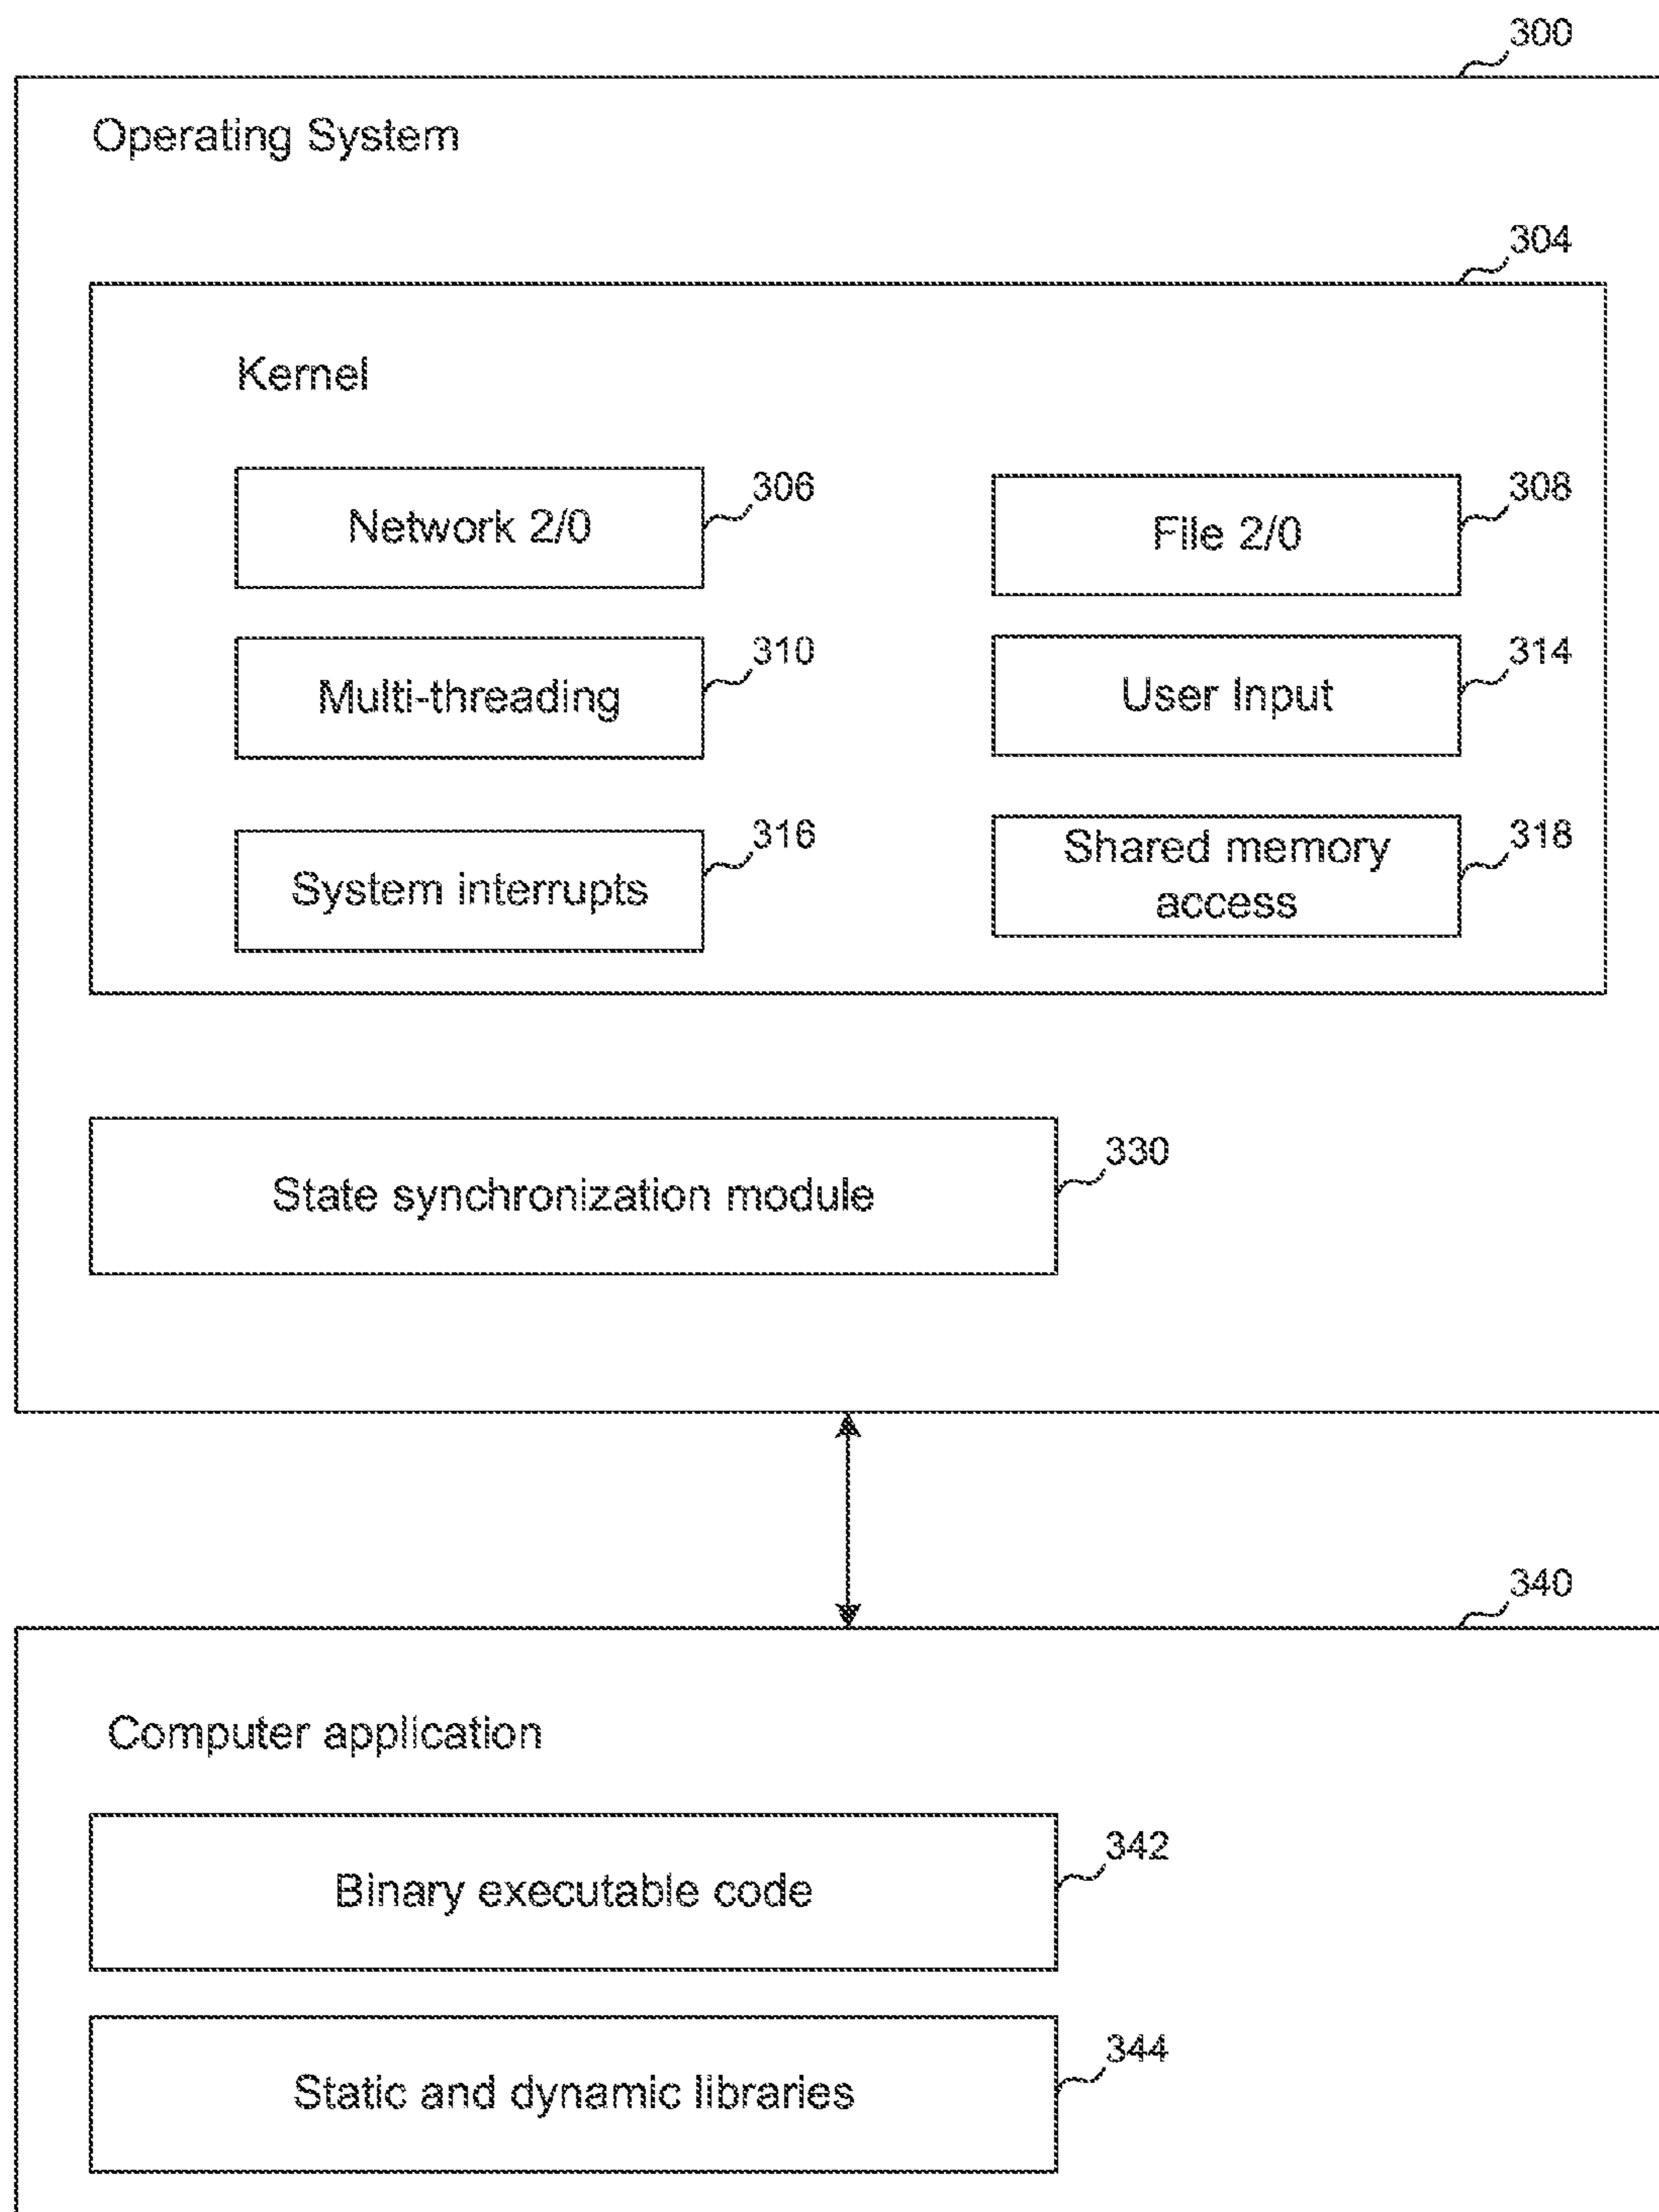 300
Operating System
304
Kernel
Network 2/0
306
File 2/0
308
Multi-threading
310
User Input
314
System interrupts
316
Shared memory
access
318
State synchronization module
330
340
Computer application
Binary executable code
342
Static and dynamic libraries
344